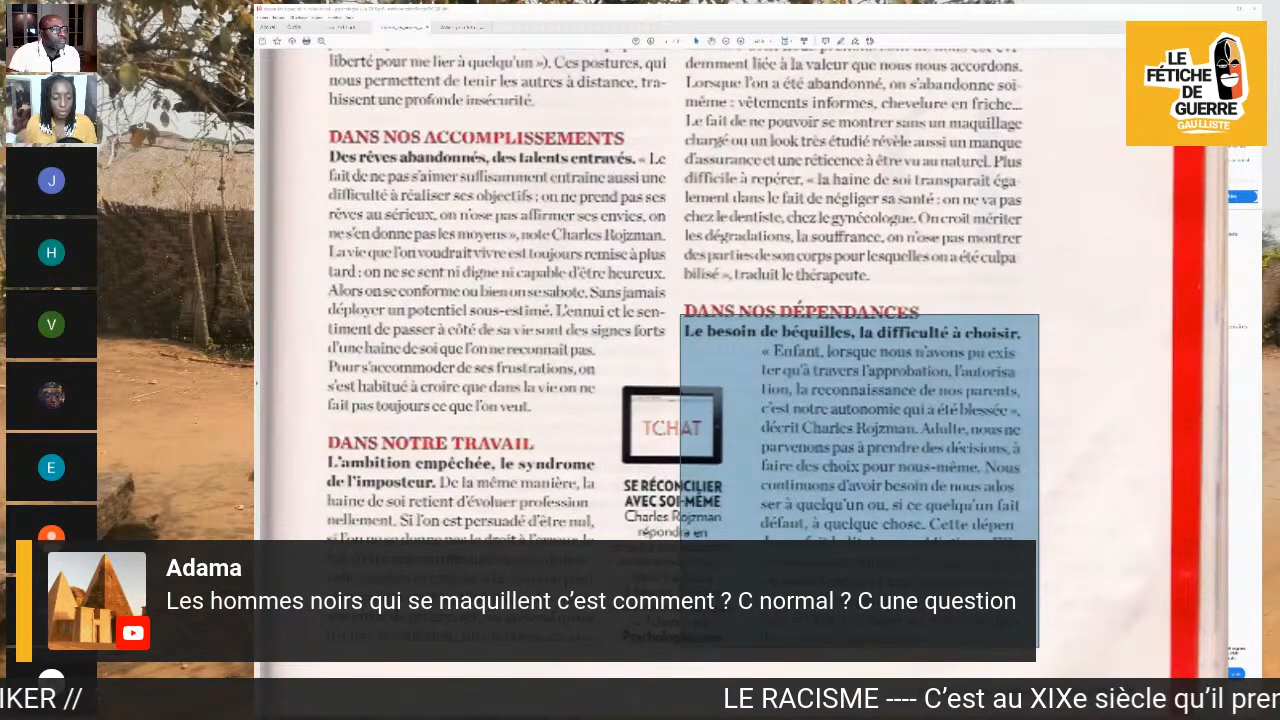 LE
FÉTICHE
DE
GUERRE
GAULLISTE
liberté pour me lier à quelqu'un »). Ces postures, qui
nous permettent de tenir les autres à distance, tra-
hissent une profonde insécurité.
DANS NOS ACCOMPLISSEMENTS
Des rêves abandonnés, des talents entravés. « Le
fait de ne pas s'aimer suffisamment entraîne aussi une
difficulté à réaliser ses objectifs : on ne prend pas ses
rêves au sérieux, on n'ose pas affirmer ses envies, on
ne s'en donne pas les moyens », note Charles Rojzman.
La vie que l'on voudrait vivre est toujours remise à plus
tard : on ne se sent ni digne ni capable d'être heureux.
Alors on se conforme ou bien on se sabote. Sans jamais
déployer un potentiel sous-estimé. L'ennui et le sen-
timent de passer à côté de sa vie sont des signes forts
d'une haine de soi que l'on ne reconnaît pas.
Pour s'accommoder de ses frustrations, on
s'est habitué à croire que dans la vie on ne
fait pas toujours ce que l'on veut.
DANS NOTRE TRAVAIL
L'ambition empêchée, le syndrome
de l'imposteur. De la même manière, la
haine de soi retient d'évoluer profession
nellement. Si l'on est persuadé d'être nul,
TCHAT
SE RÉCONCILIER
AVEC SOI-MÊME
Charles Rojzman
répondra en
demment liée à la valeur que nous nous accordons.
Lorsque l'on a été abandonné, on s'abandonne soi-
même : vêtements informes, chevelure en friche...
Le fait de ne pouvoir se montrer sans un maquillage
chargé ou un look très étudié révèle aussi un manque
d'assurance et une réticence à être vu au naturel. Plus
difficile à repérer, « la haine de soi transparaît éga-
lement dans le fait de négliger sa santé : on ne va pas
chez le dentiste, chez le gynécologue. On croit mériter
les dégradations, la souffrance, on n'ose pas montrer
des parties de son corps pour lesquelles on a été culpa-
bilisé », traduit le thérapeute.
DANS NOS DÉPENDANCES
Le besoin de béquilles, la difficulté à choisir.
« Enfant, lorsque nous n'avons pu exis-
ter qu'à travers l'approbation, l'autorisa-
tion, la reconnaissance de nos parents,
c'est notre autonomie qui a été blessée »,
décrit Charles Rojzman. Adulte, nous ne
parvenons pas à prendre des décisions, à
faire des choix pour nous-même. Nous
continuons d'avoir besoin de nous ados
ser à quelqu'un ou, si ce quelqu'un fait
défaut, à quelque chose. Cette dépen
J
H
V
E
Adama
Les hommes noirs qui se maquillent c'est comment ? C normal ? C une question
IKER //
LE RACISME ---- C'est au XIXe siècle qu'il pren